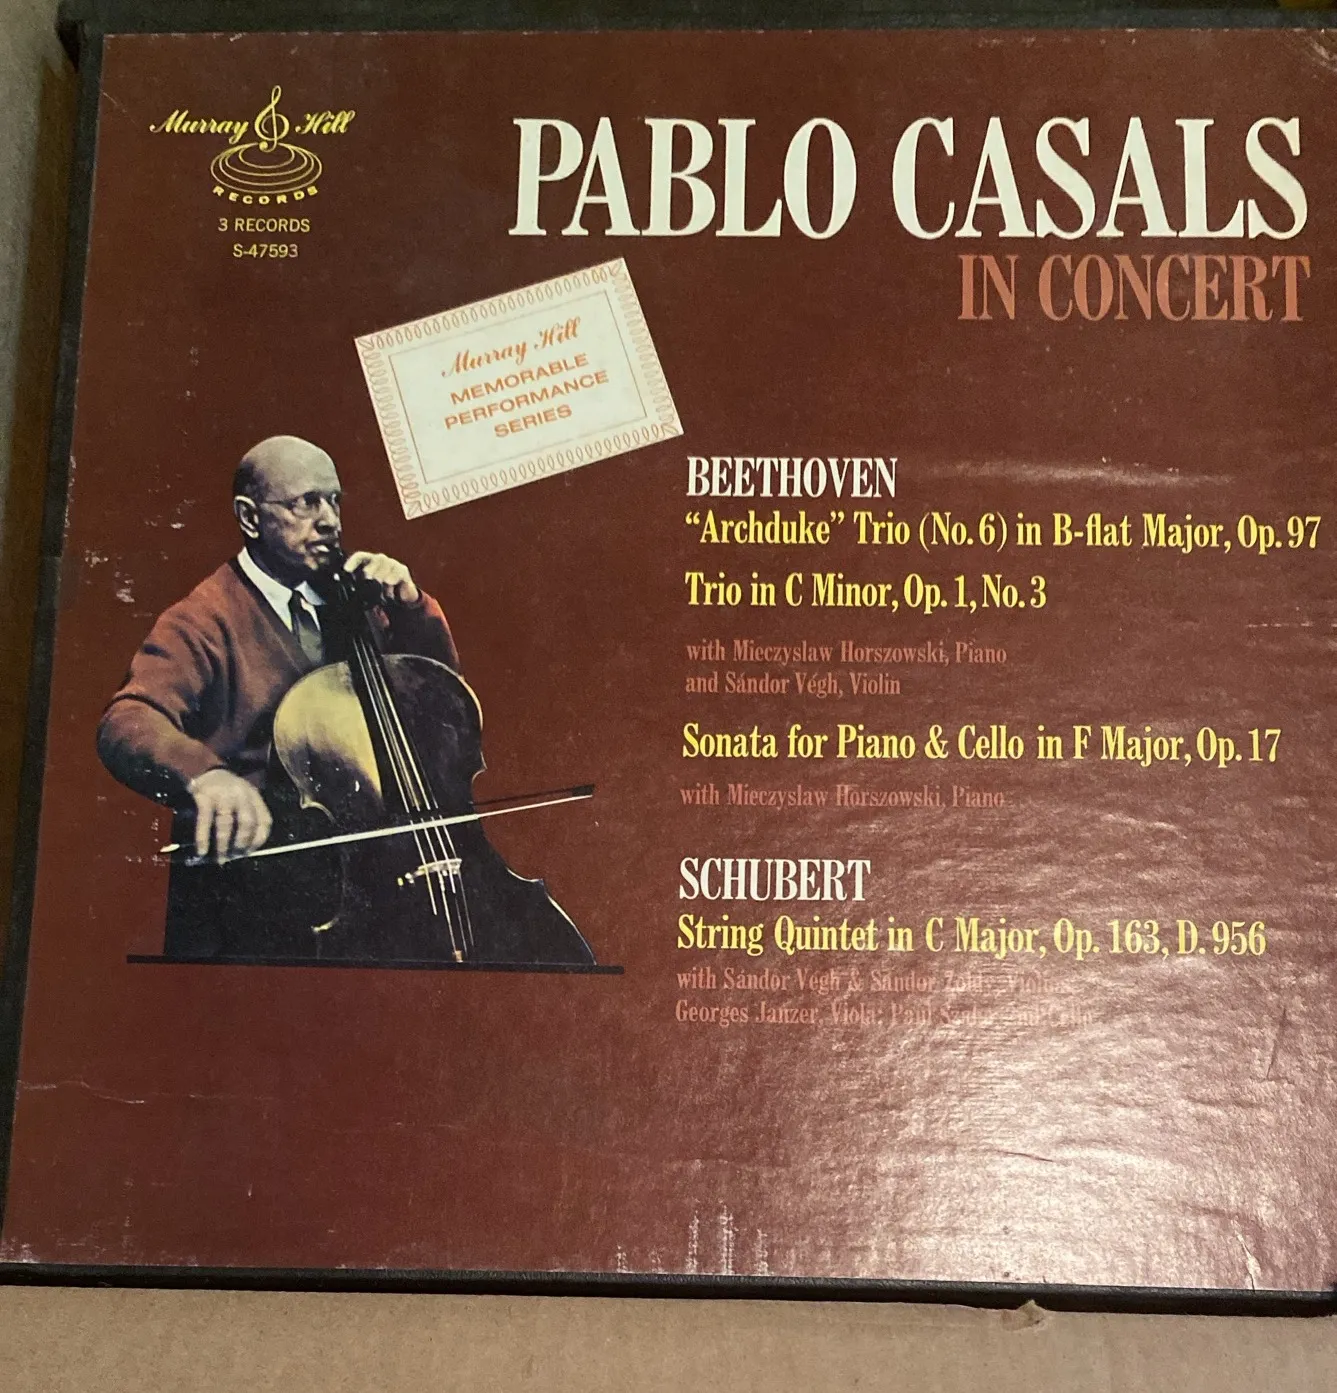 Murray Hill
RECORDS
3 RECORDS
S-47593
PABLO CASALS
IN CONCERT
Murray Hill
MEMORABLE
PERFORMANCE
SERIES
BEETHOVEN
“Archduke” Trio (No. 6) in B-flat Major, Op. 97
Trio in C Minor, Op. 1, No. 3
with Mieczyslaw Horszowski, Piano
and Sándor Végh, Violin
Sonata for Piano & Cello in F Major, Op. 17
with Mieczyslaw Horszowski, Piano
SCHUBERT
String Quintet in C Major, Op. 163, D. 956
with Sándor Végh & Sándor
Georges Janzer, Viola; Paul